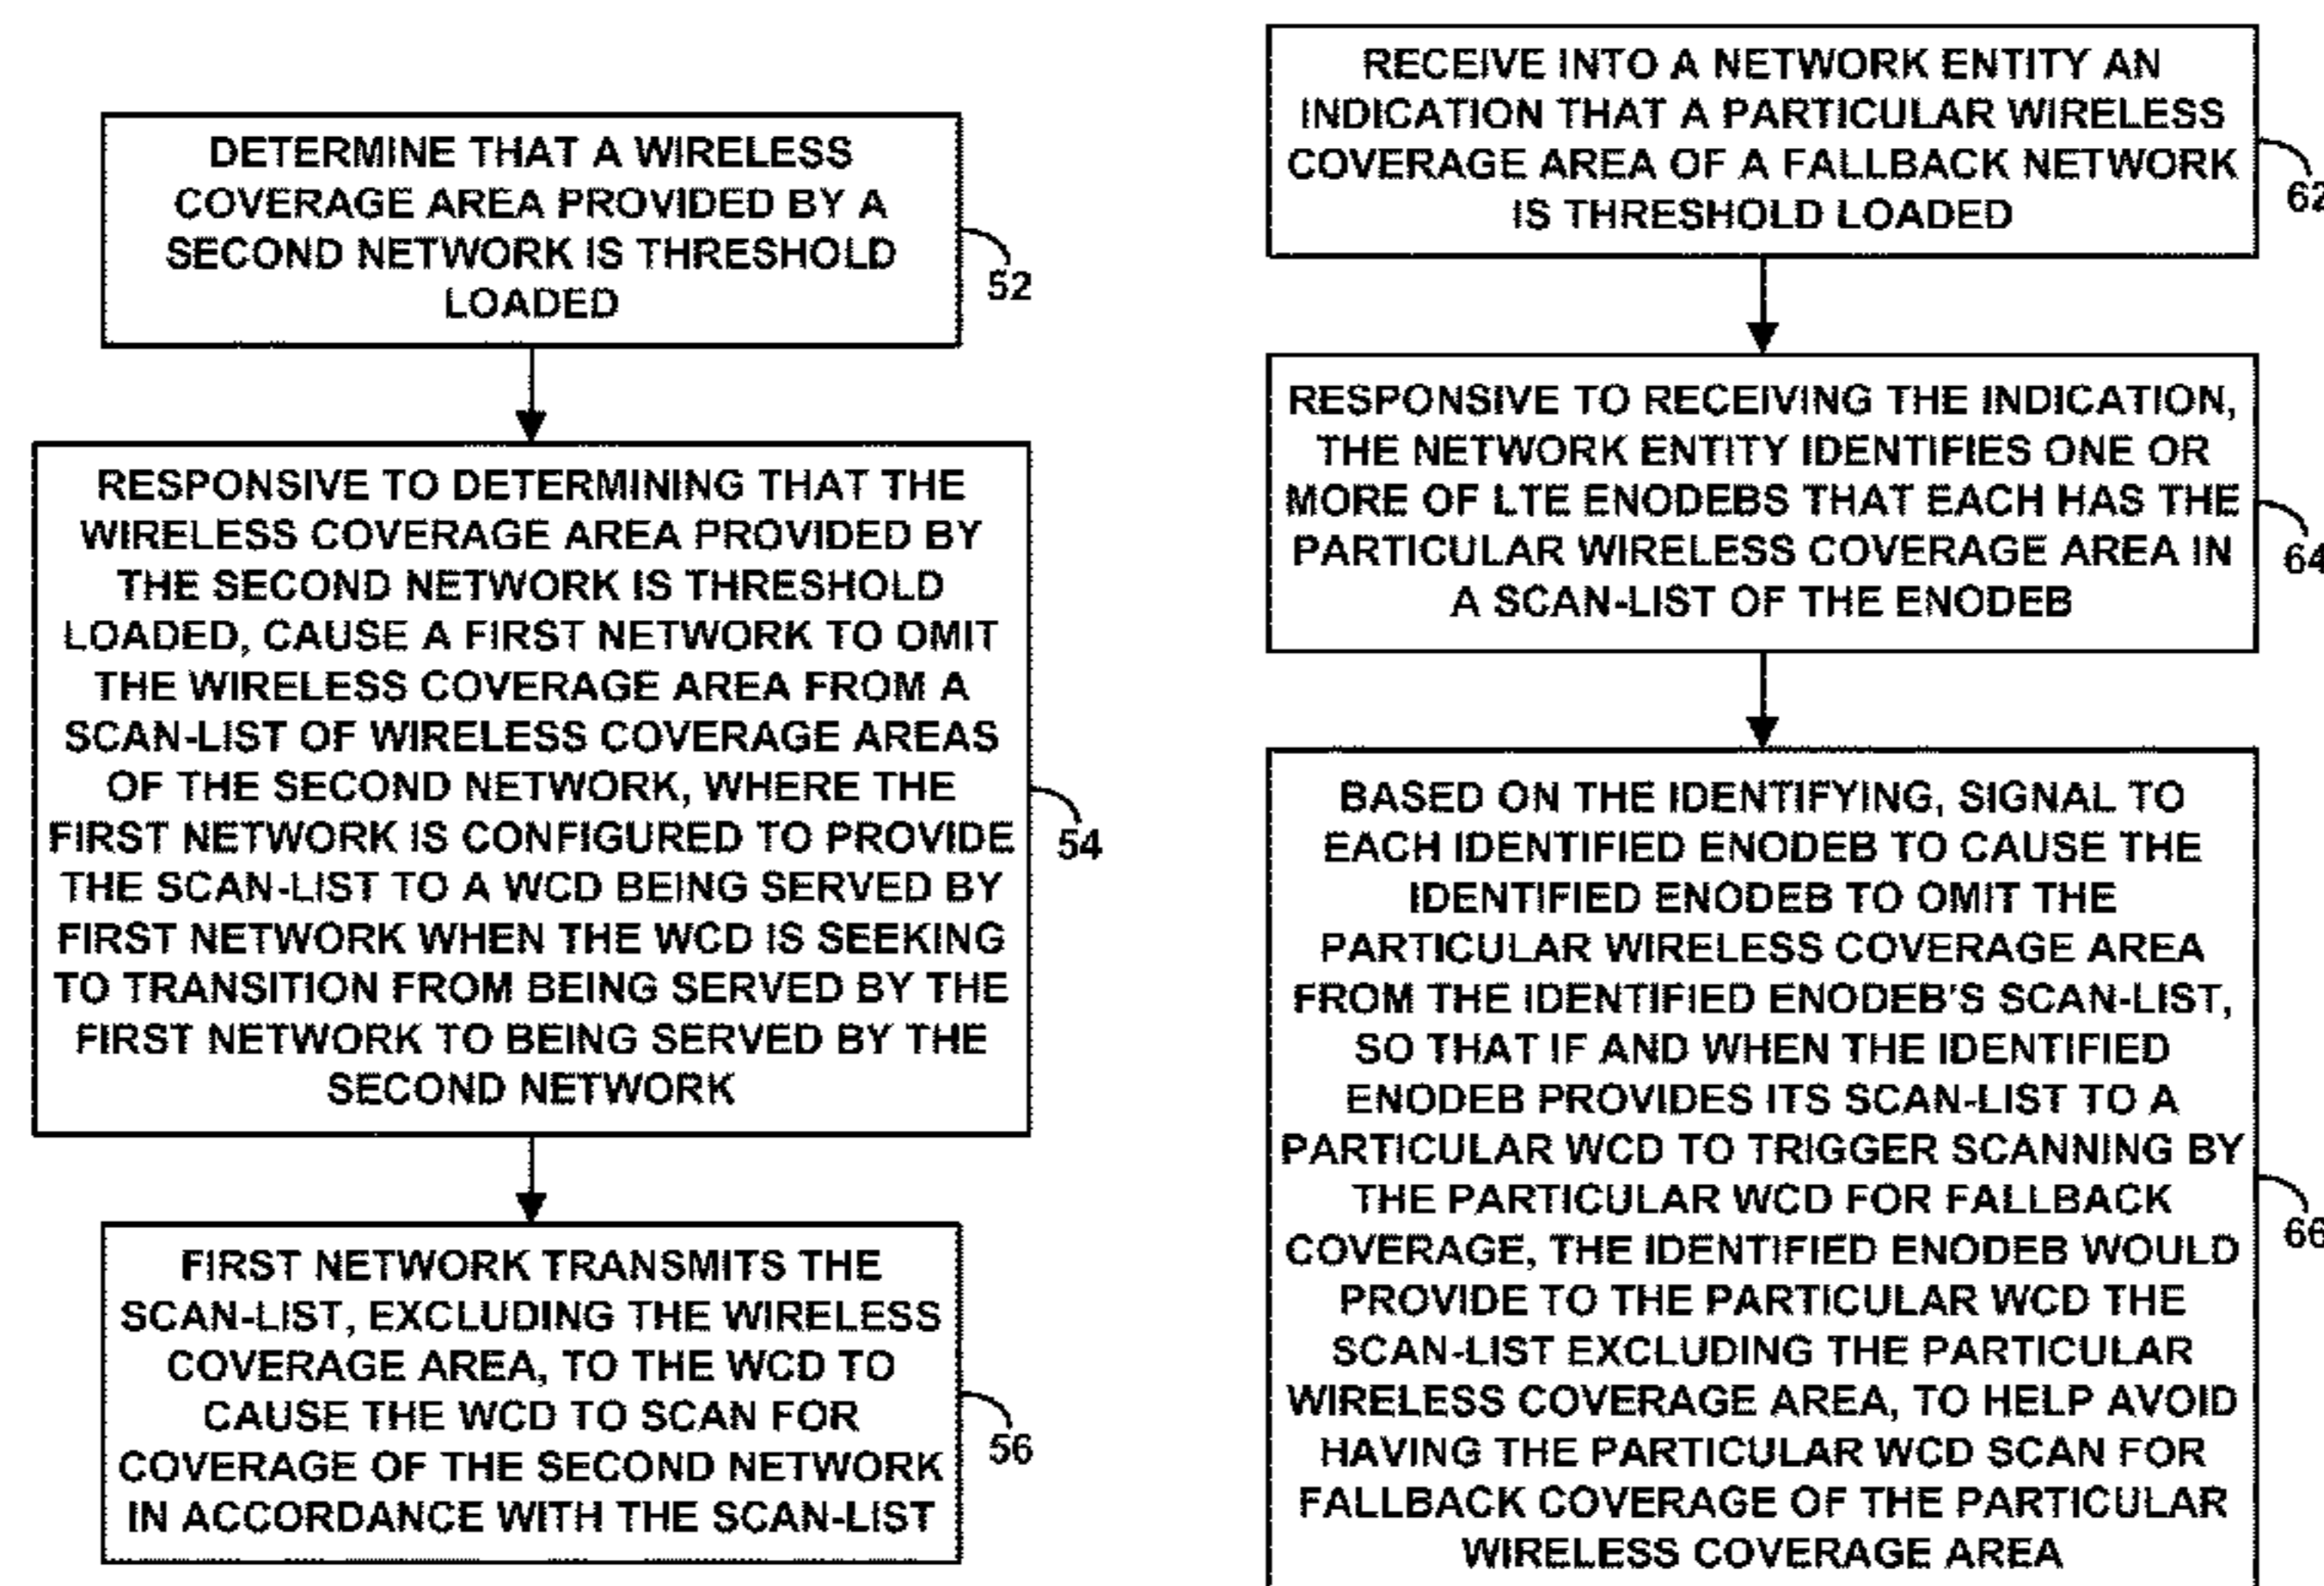 DETERMINE THAT A WIRELESS
COVERAGE AREA PROVIDED BY A
SECOND NETWORK IS THRESHOLD
LOADED
52
RESPONSIVE TO DETERMINING THAT THE
WIRELESS COVERAGE AREA PROVIDED BY
THE SECOND NETWORK IS THRESHOLD
LOADED, CAUSE A FIRST NETWORK TO OMIT
THE WIRELESS COVERAGE AREA FROM A
SCAN-LIST OF WIRELESS COVERAGE AREAS
OF THE SECOND NETWORK, WHERE THE
FIRST NETWORK IS CONFIGURED TO PROVIDE
THE SCAN-LIST TO A WCD BEING SERVED BY
FIRST NETWORK WHEN THE WCD IS SEEKING
TO TRANSITION FROM BEING SERVED BY THE
FIRST NETWORK TO BEING SERVED BY THE
SECOND NETWORK
54
FIRST NETWORK TRANSMITS THE
SCAN-LIST, EXCLUDING THE WIRELESS
COVERAGE AREA, TO THE WCD TO
CAUSE THE WCD TO SCAN FOR
COVERAGE OF THE SECOND NETWORK
IN ACCORDANCE WITH THE SCAN-LIST
56
RECEIVE INTO A NETWORK ENTITY AN
INDICATION THAT A PARTICULAR WIRELESS
COVERAGE AREA OF A FALLBACK NETWORK
IS THRESHOLD LOADED
62
RESPONSIVE TO RECEIVING THE INDICATION,
THE NETWORK ENTITY IDENTIFIES ONE OR
MORE OF LTE ENODEBS THAT EACH HAS THE
PARTICULAR WIRELESS COVERAGE AREA IN
A SCAN-LIST OF THE ENODEB
64
BASED ON THE IDENTIFYING, SIGNAL TO
EACH IDENTIFIED ENODEB TO CAUSE THE
IDENTIFIED ENODEB TO OMIT THE
PARTICULAR WIRELESS COVERAGE AREA
FROM THE IDENTIFIED ENODEB'S SCAN-LIST,
SO THAT IF AND WHEN THE IDENTIFIED
ENODEB PROVIDES ITS SCAN-LIST TO A
PARTICULAR WCD TO TRIGGER SCANNING BY
THE PARTICULAR WCD FOR FALLBACK
COVERAGE, THE IDENTIFIED ENODEB WOULD
PROVIDE TO THE PARTICULAR WCD THE
SCAN-LIST EXCLUDING THE PARTICULAR
WIRELESS COVERAGE AREA, TO HELP AVOID
HAVING THE PARTICULAR WCD SCAN FOR
FALLBACK COVERAGE OF THE PARTICULAR
WIRELESS COVERAGE AREA
66